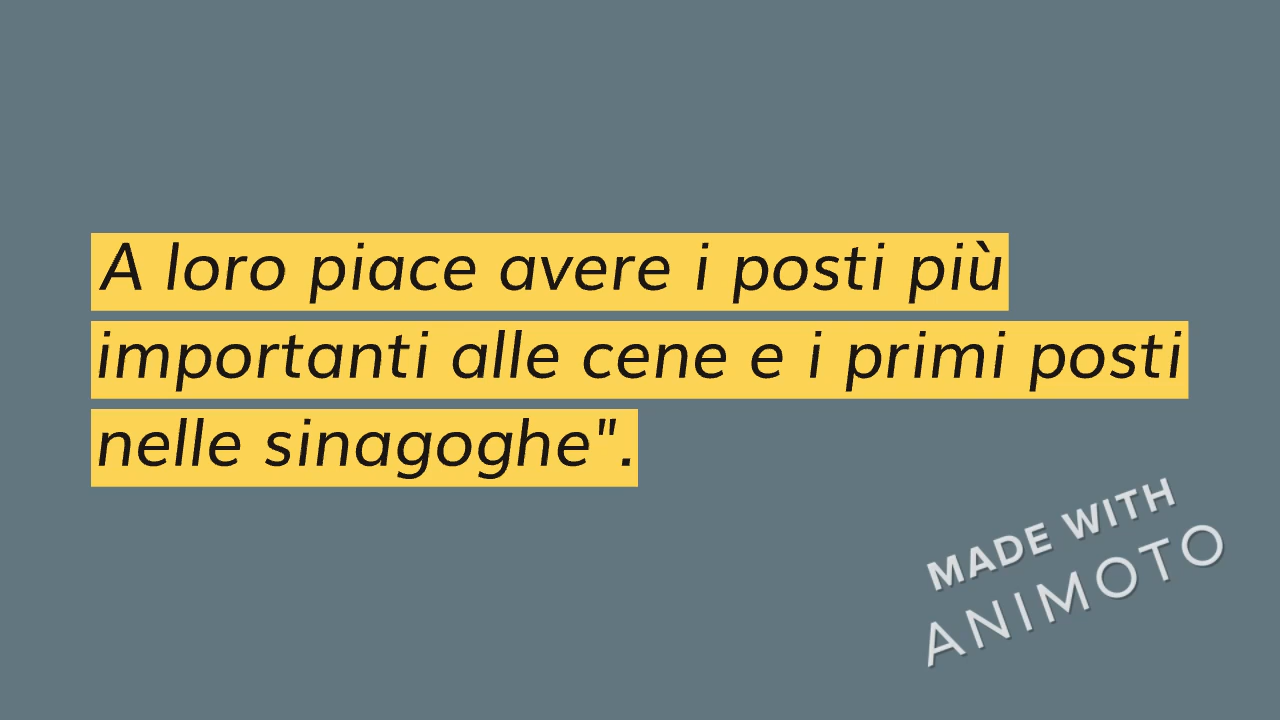 A loro piace avere i posti più
importanti alle cene e i primi posti
nelle sinagoghe".
MADE WITH
ANIMOTO